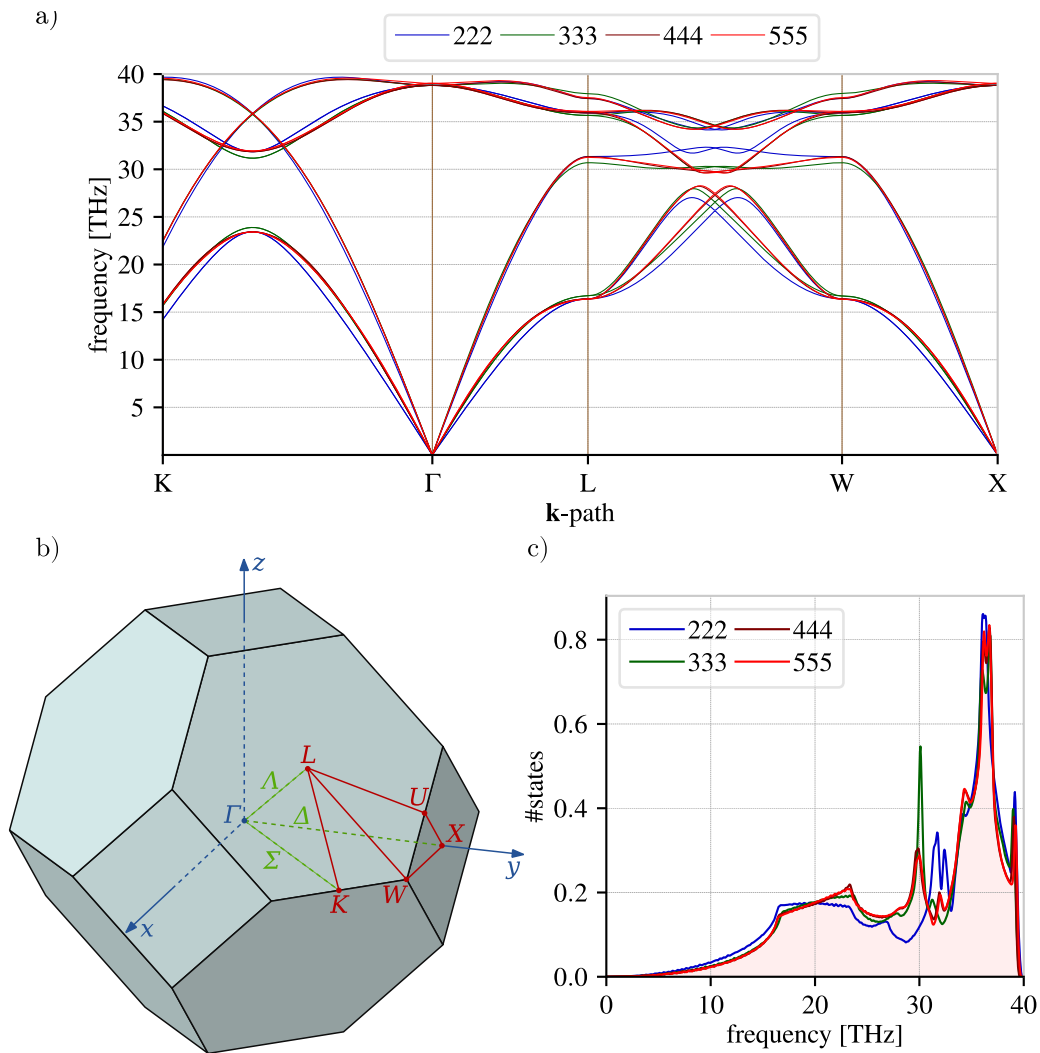 a)
222 333 444 555
frequency [THz]
40
35
30
25
20
15
10
5
K Γ L W X
k-path
b)
z
L
Λ
U
Γ
Δ
X
Σ
y
W
K
x
c)
222 444
333 555
#states
0.8
0.6
0.4
0.2
0.0
0 10 20 30 40
frequency [THz]